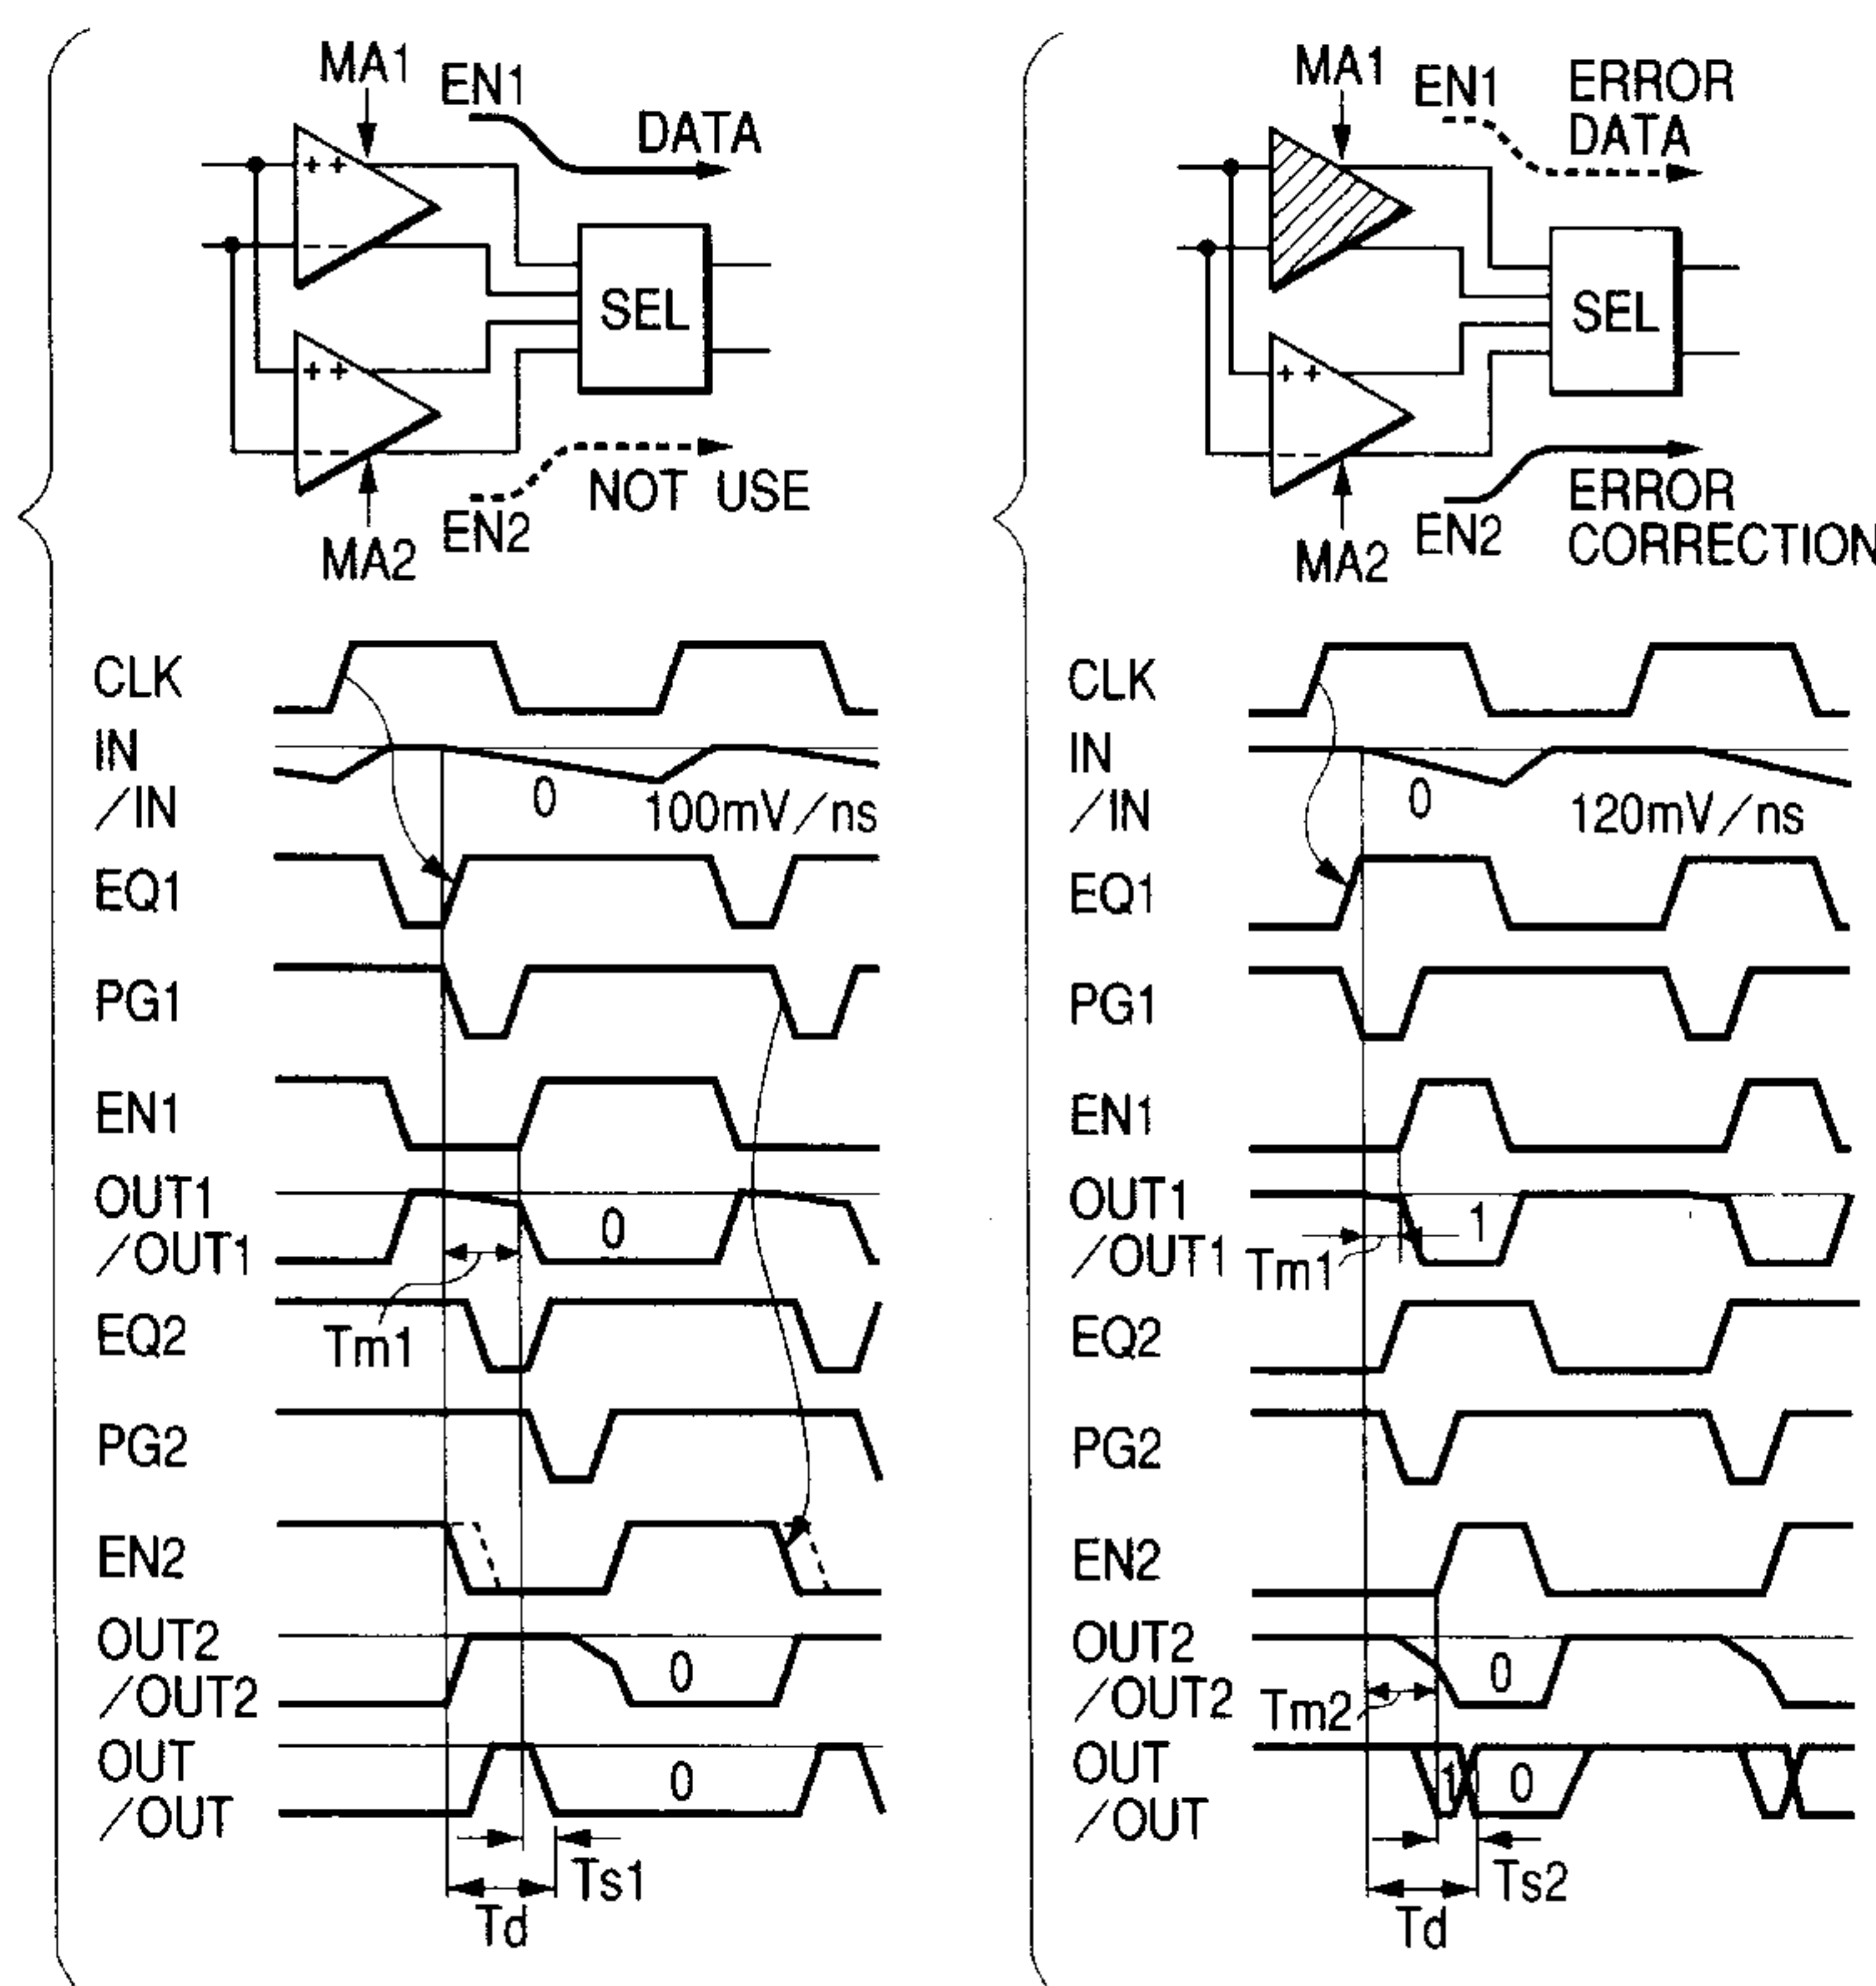 MA1
EN1
DATA
++
--
SEL
++
--
NOT USE
EN2
MA2
CLK
IN
/IN
0
100mV/ns
EQ1
PG1
EN1
OUT1
/OUT1
0
Tm1
EQ2
PG2
EN2
OUT2
/OUT2
0
OUT
/OUT
0
Ts1
Td
MA1
EN1
ERROR
DATA
SEL
++
--
EN2
ERROR
CORRECTION
MA2
CLK
IN
/IN
0
120mV/ns
EQ1
PG1
EN1
OUT1
/OUT1
1
Tm1
EQ2
PG2
EN2
OUT2
/OUT2
0
Tm2
OUT
/OUT
1
0
Ts2
Td